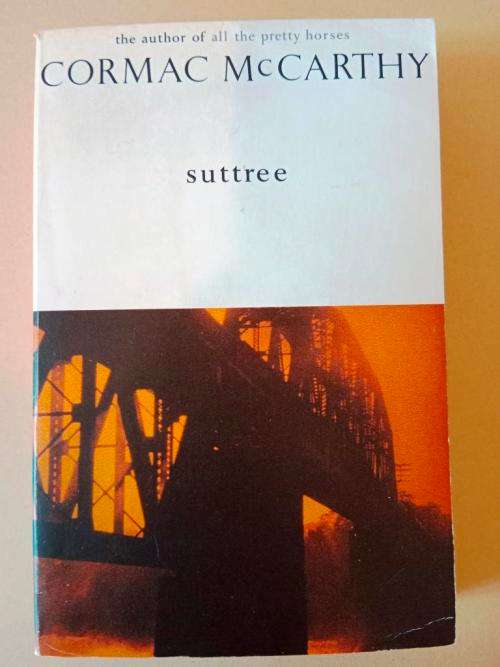 the author of all the pretty horses
CORMAC McCARTHY
suttree